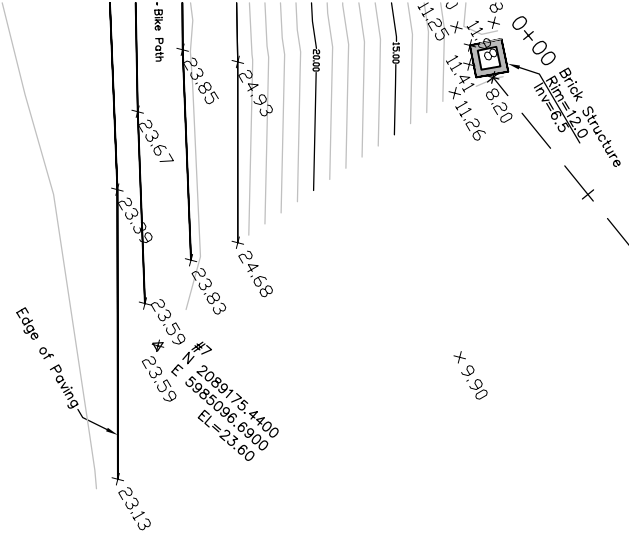 - Bike Path
23.85
24.93
20.00
15.00
11.25
11.41
11.26
8.20
0+00
Brick Structure
Rim=12.0
Inv=6.5
23.67
23.39
23.83
24.68
23.59
23.59
#7
N 2089175.4400
E 5985096.6900
EL=23.60
9.90
Edge of Paving
23.13